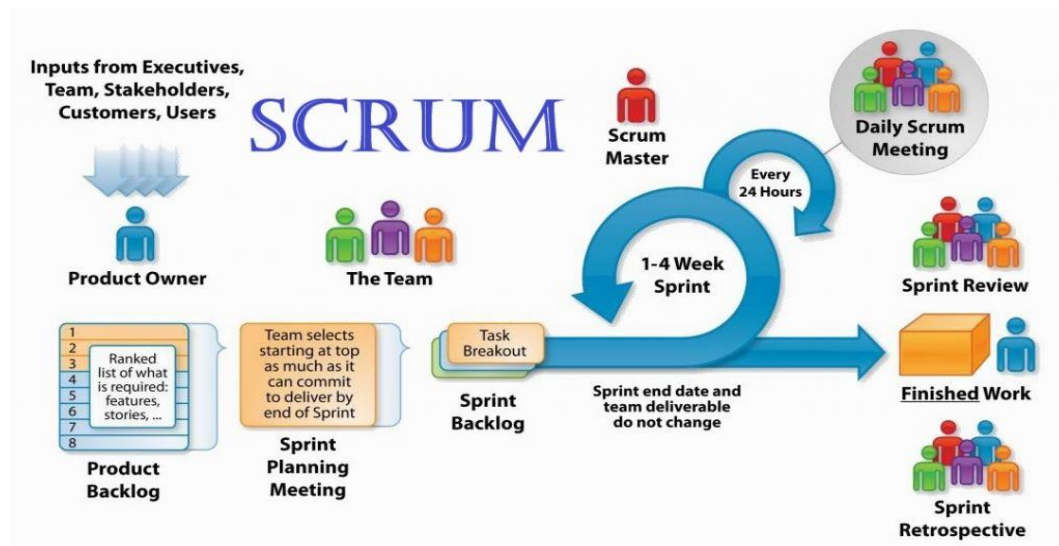 Inputs from Executives,
Team, Stakeholders,
Customers, Users
SCRUM
Scrum
Master
Daily Scrum
Meeting
Every
24 Hours
Product Owner
The Team
1-4 Week
Sprint
Sprint Review
1
2
3
4
5
6
7
8
Ranked
list of what
is required:
features,
stories, ...
Product
Backlog
Team selects
starting at top
as much as it
can commit
to deliver by
end of Sprint
Sprint
Planning
Meeting
Task
Breakout
Sprint
Backlog
Sprint end date and
team deliverable
do not change
Finished Work
Sprint
Retrospective